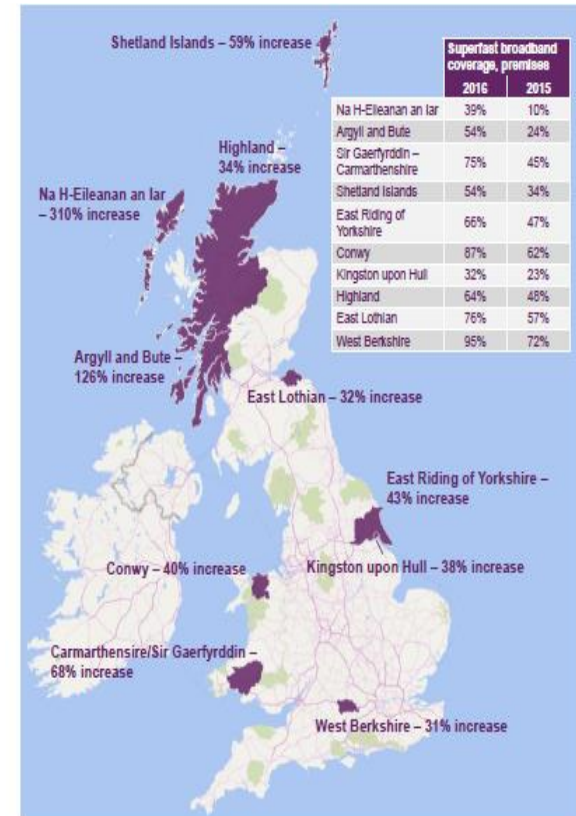 Shetland Islands – 59% increase
Superfast broadband
coverage, premises
2016 2015
Na H-Eileanan an Iar 39% 10%
Argyll and Bute 54% 24%
Sir Gaerfyrddin –
Carmarthenshire 75% 45%
Shetland Islands 54% 34%
East Riding of
Yorkshire 66% 47%
Conwy 87% 62%
Kingston upon Hull 32% 23%
Highland 64% 48%
East Lothian 76% 57%
West Berkshire 95% 72%
Highland –
34% increase
Na H-Eileanan an Iar
– 310% increase
Argyll and Bute –
126% increase
East Lothian – 32% increase
East Riding of Yorkshire –
43% increase
Kingston upon Hull – 38% increase
Conwy – 40% increase
Carmarthensire/Sir Gaerfyrddin –
68% increase
West Berkshire – 31% increase